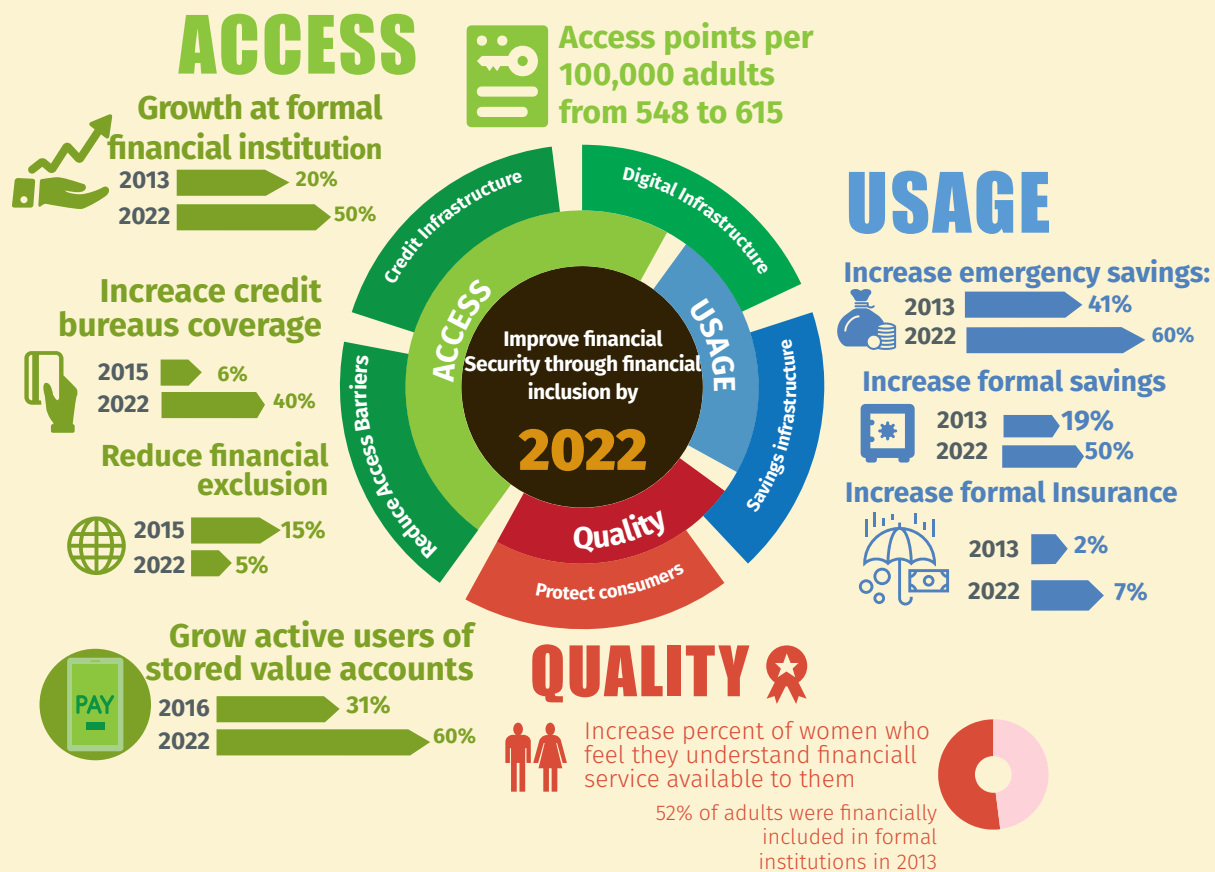 ACCESS
Growth at formal
financial institution
2013 20%
2022 50%
Increace credit
bureaus coverage
2015 6%
2022 40%
Reduce financial
exclusion
2015 15%
2022 5%
PAY
Grow active users of
stored value accounts
2016 31%
2022 60%
Access points per
100,000 adults
from 548 to 615
Credit Infrastructure
Digital Infrastructure
Savings infrastructure
Protect consumers
Reduce Access Barriers
ACCESS
USAGE
Quality
Improve financial
Security through financial
inclusion by
2022
USAGE
Increase emergency savings:
2013 41%
2022 60%
Increase formal savings
2013 19%
2022 50%
Increase formal Insurance
2013 2%
2022 7%
QUALITY
Increase percent of women who
feel they understand financiall
service available to them
52% of adults were financially
included in formal
institutions in 2013